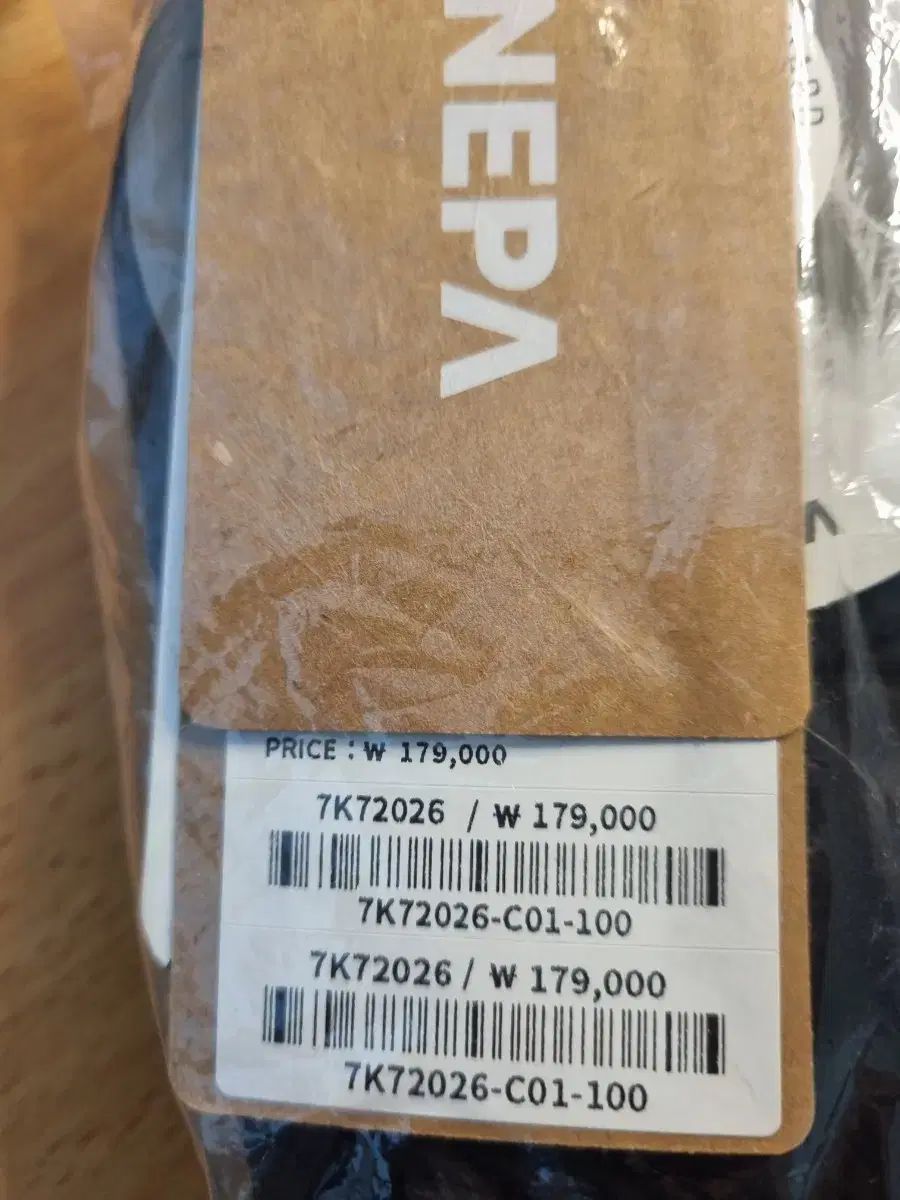 NEPA
PRICE : ₩ 179,000
7K72026 / ₩ 179,000
7K72026-C01-100
7K72026 / ₩ 179,000
7K72026-C01-100